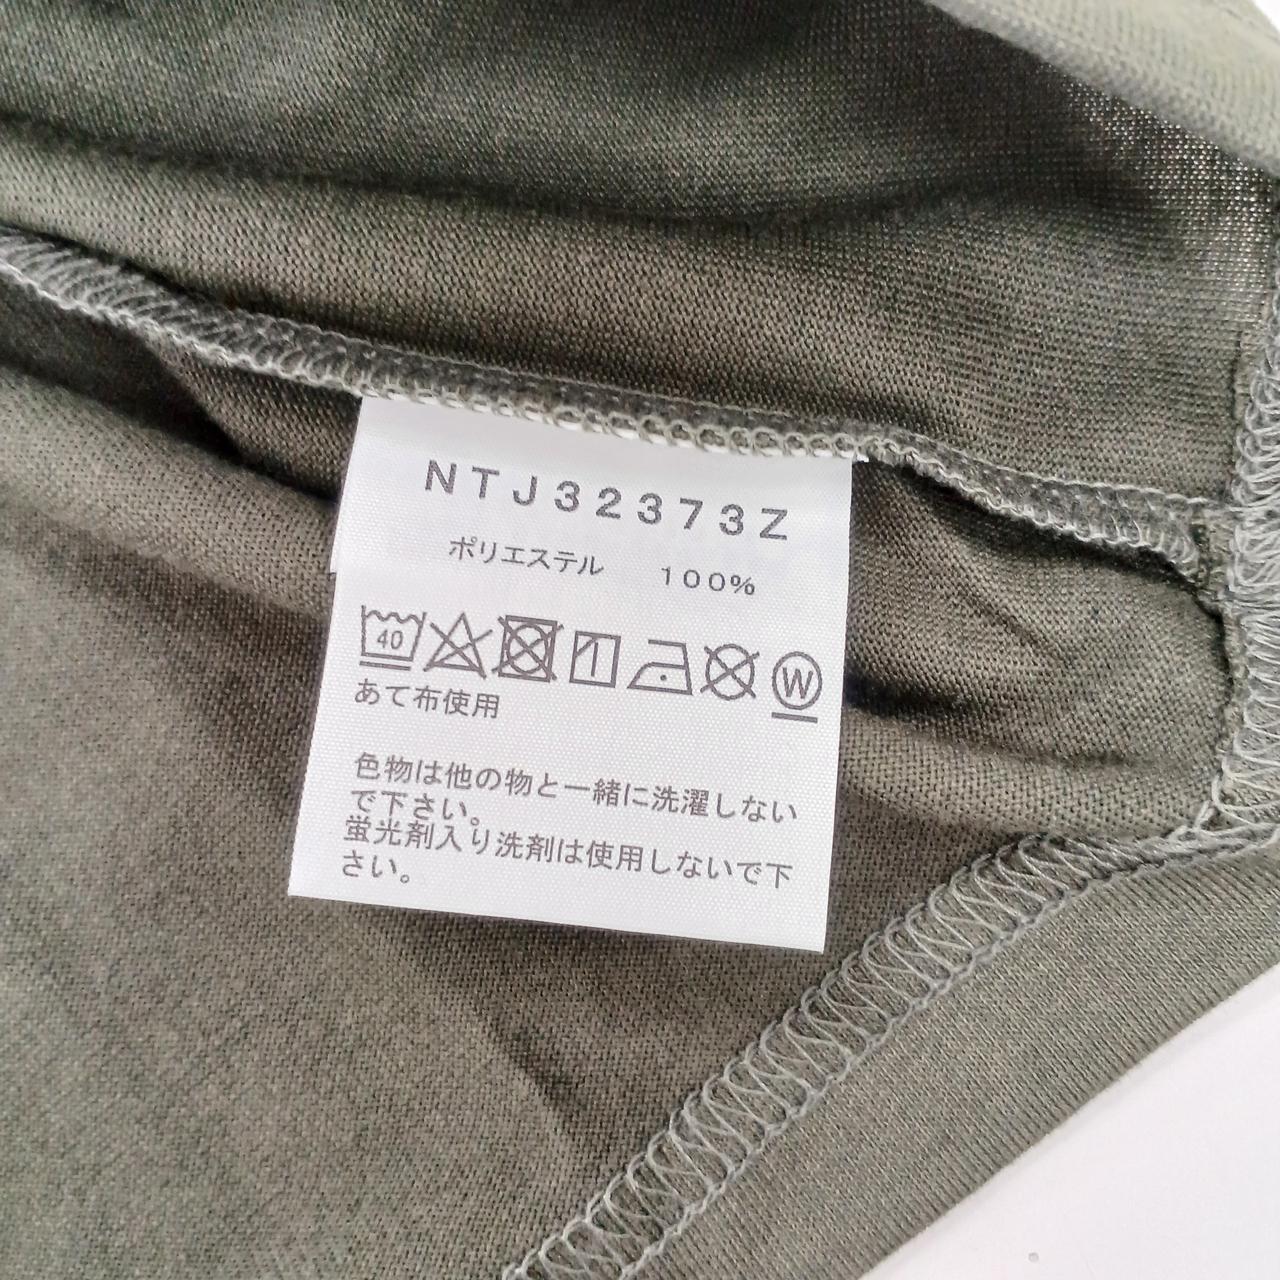 NTJ32373Z
ポリエステル 100%
40 W
あて布使用
色物は他の物と一緒に洗濯しない
で下さい。
蛍光剤入り洗剤は使用しないで下
さい。